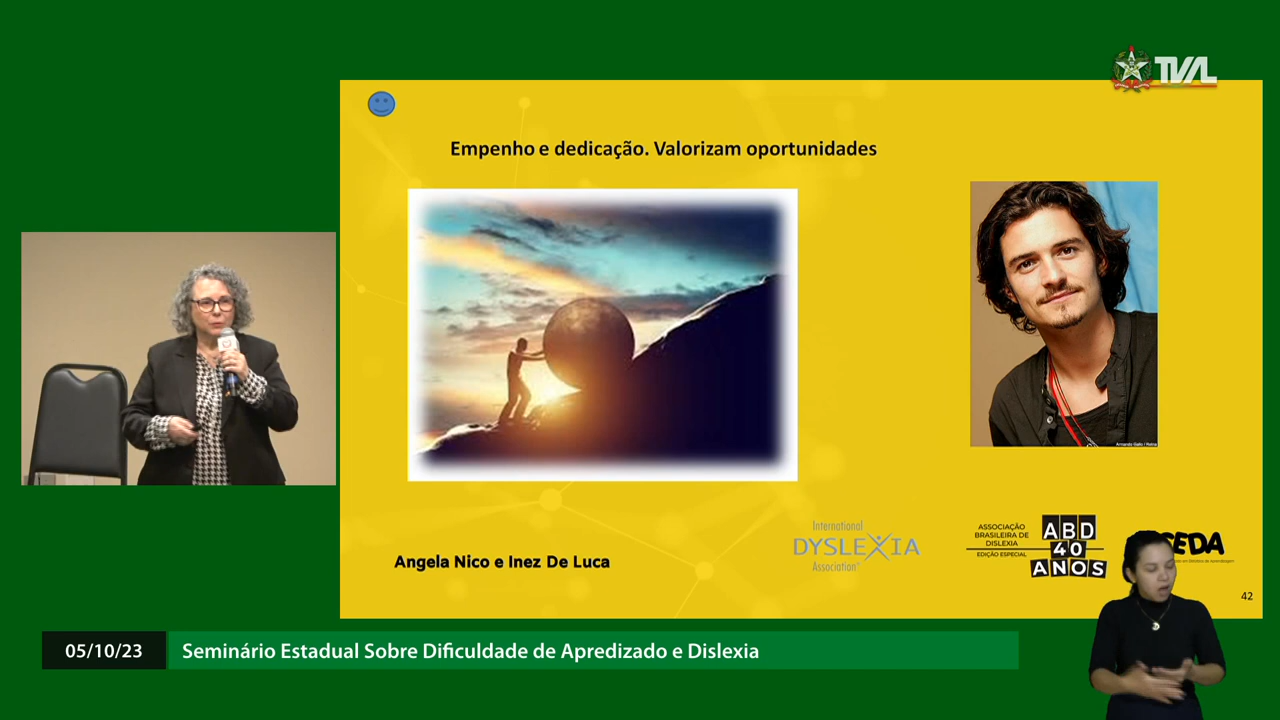 TVAL
Empenho e dedicação. Valorizam oportunidades
Angela Nico e Inez De Luca
International
DYSLEXIA
Association
ASSOCIAÇÃO
BRASILEIRA DE
DISLEXIA
EDIÇÃO ESPECIAL
ABD
40
ANOS
42
05/10/23
Seminário Estadual Sobre Dificuldade de Apredizado e Dislexia